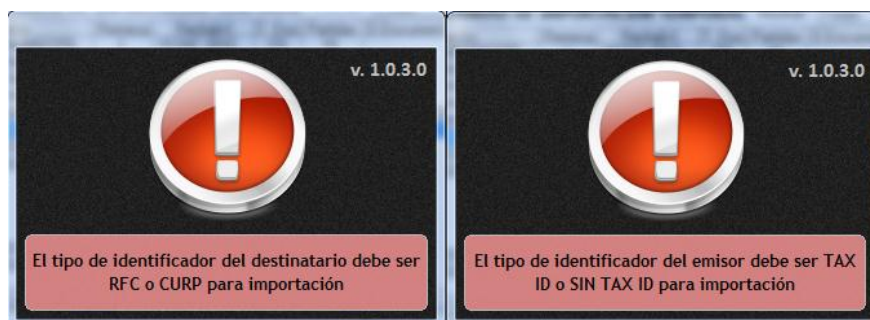 v. 1.0.3.0
El tipo de identificador del destinatario debe ser
RFC o CURP para importación
v. 1.0.3.0
El tipo de identificador del emisor debe ser TAX
ID o SIN TAX ID para importación